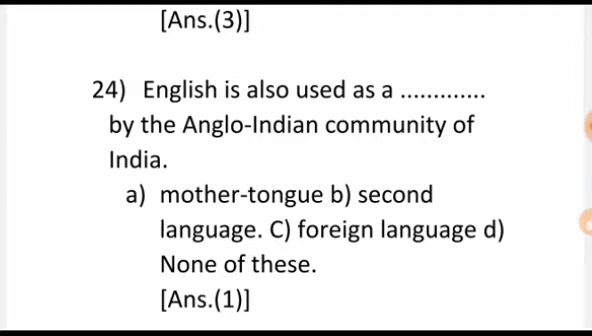 [Ans.(3)]
24) English is also used as a .............
by the Anglo-Indian community of
India.
a) mother-tongue b) second
language. C) foreign language d)
None of these.
[Ans.(1)]